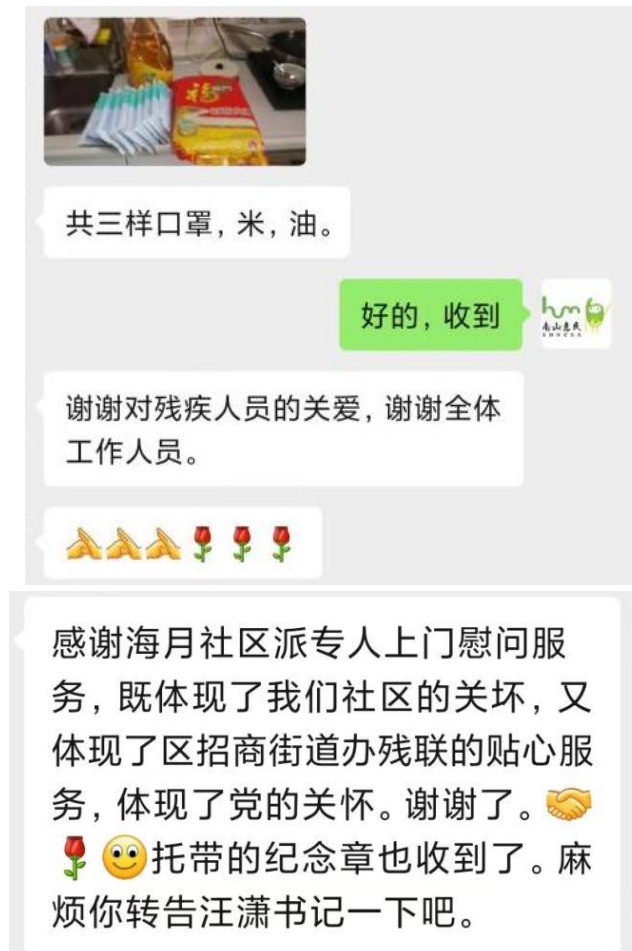 福
共三样口罩，米，油。
好的，收到
南山惠民
谢谢对残疾人员的关爱，谢谢全体
工作人员。
感谢海月社区派专人上门慰问服
务，既体现了我们社区的关坏，又
体现了区招商街道办残联的贴心服
务，体现了党的关怀。谢谢了。
托带的纪念章也收到了。麻
烦你转告汪潇书记一下吧。